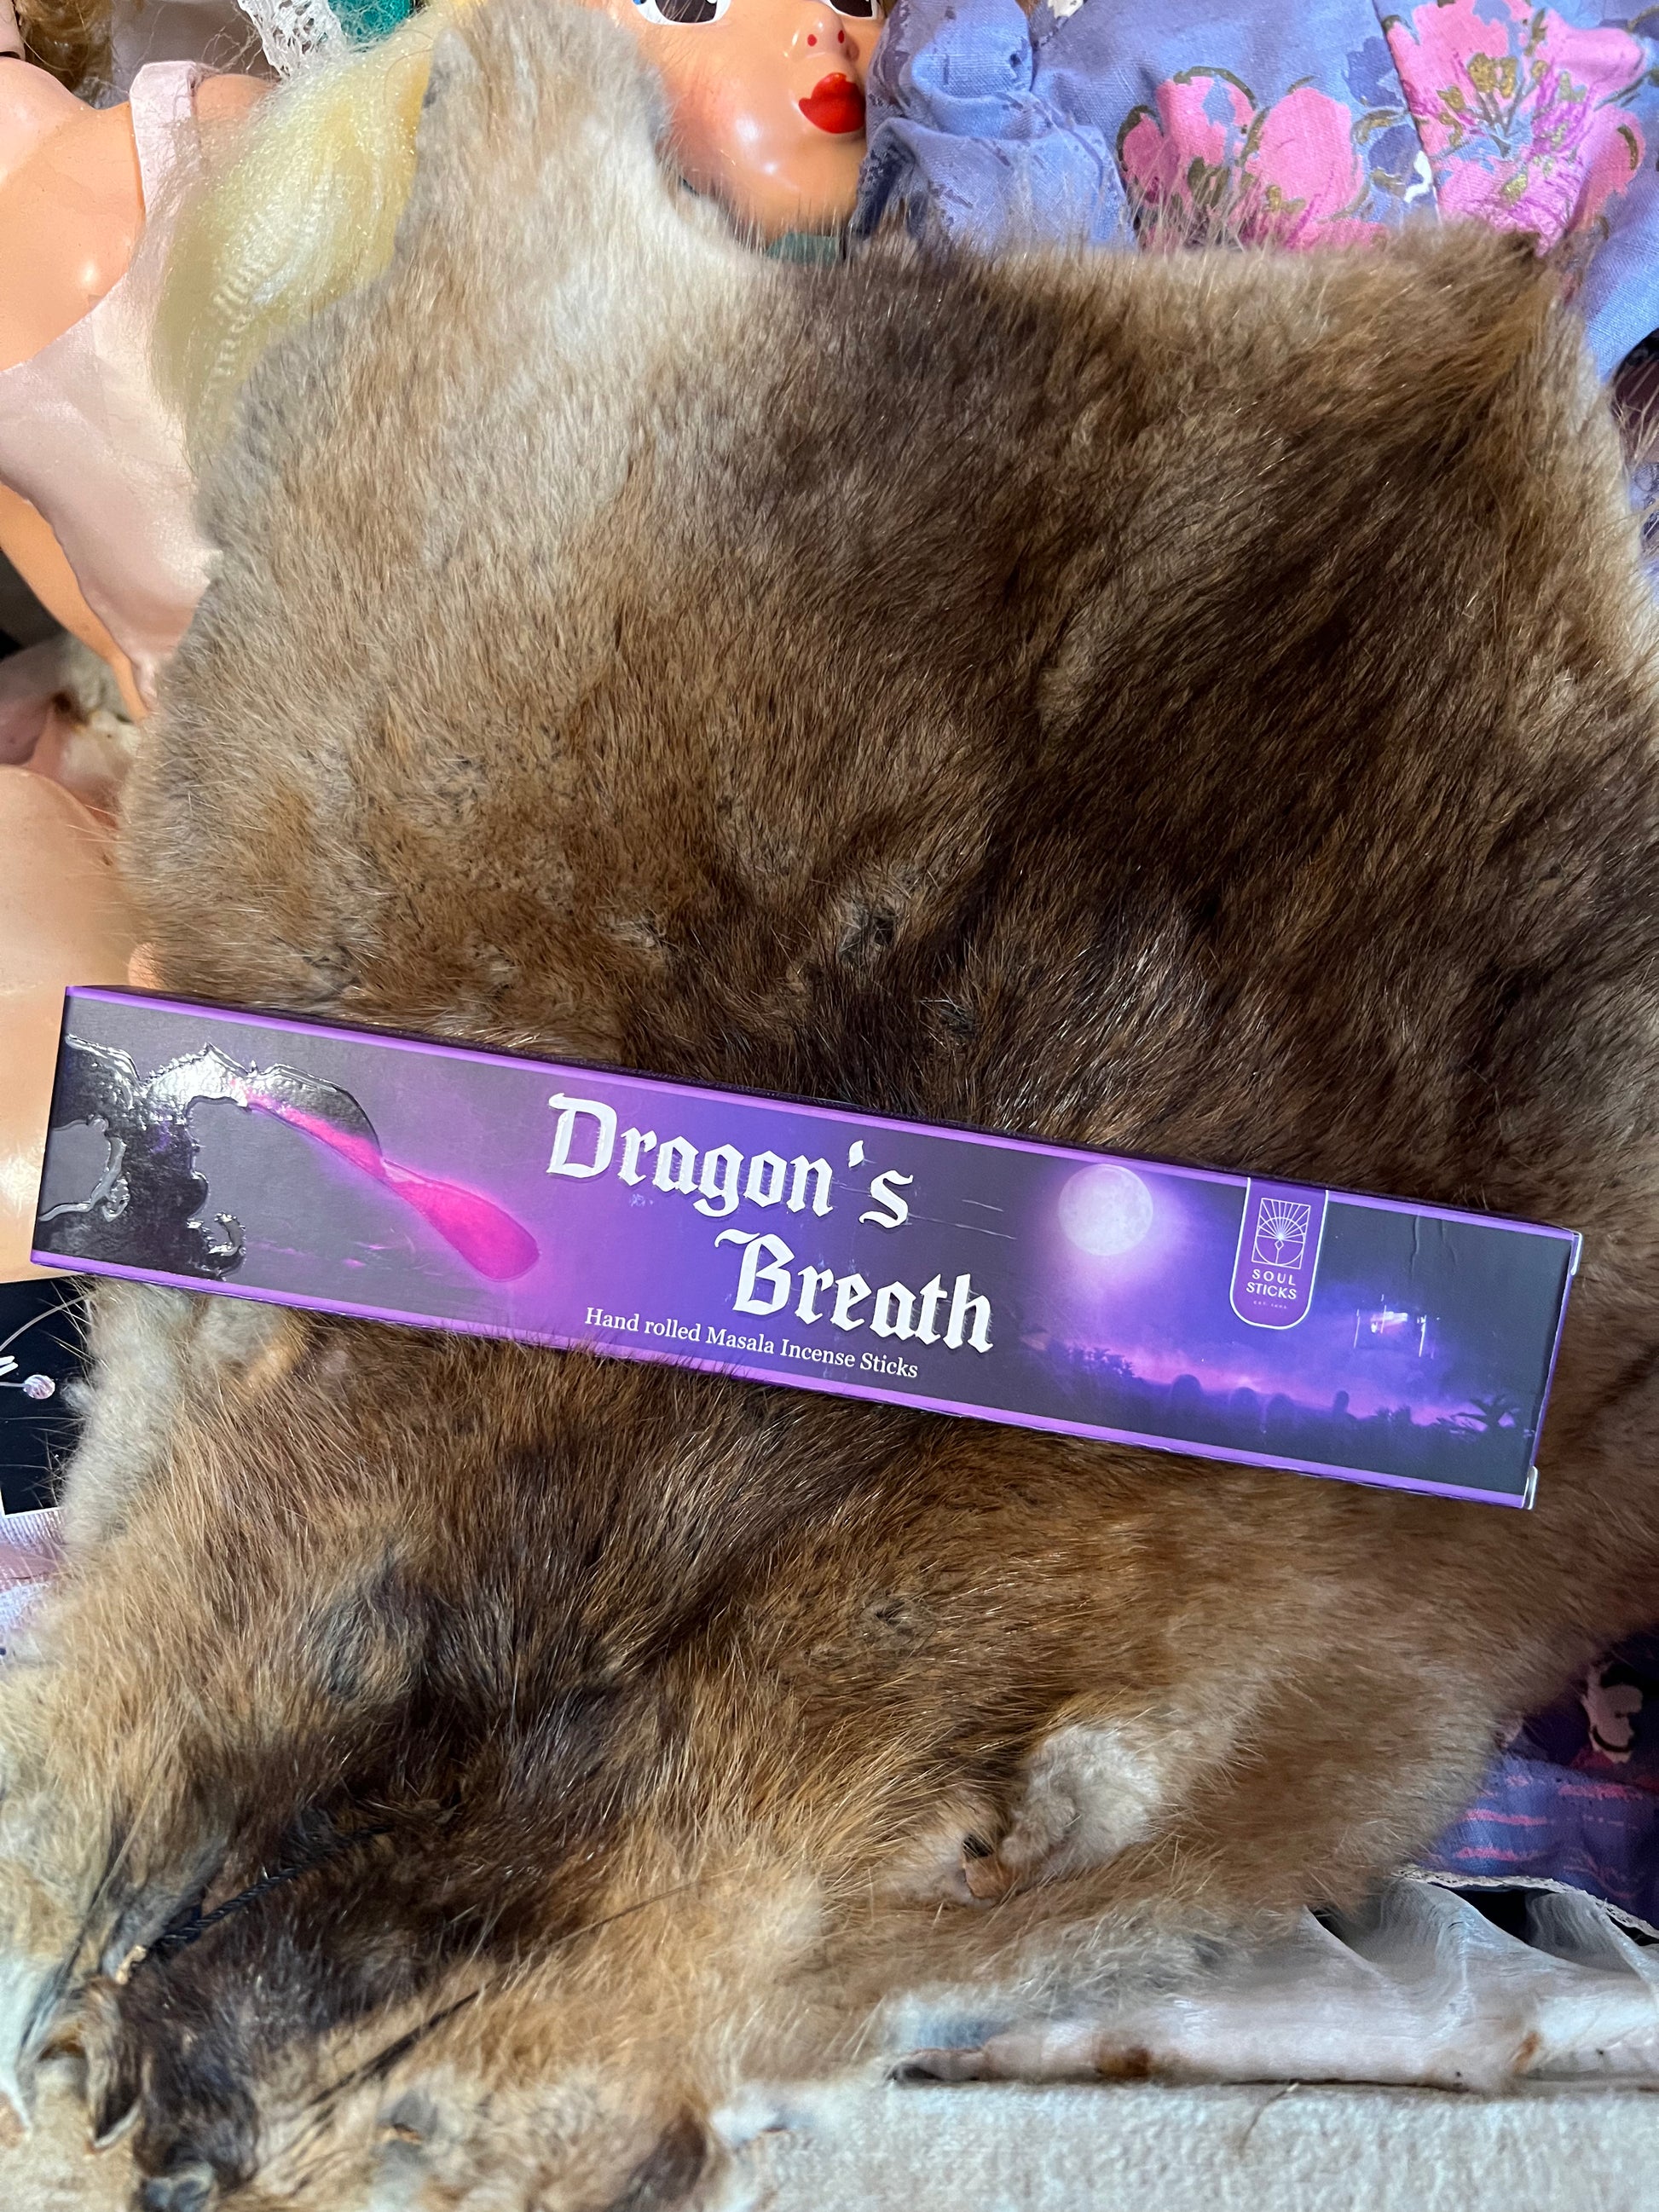 Dragon's
Breath
Hand rolled Masala Incense Sticks
SOUL
STICKS